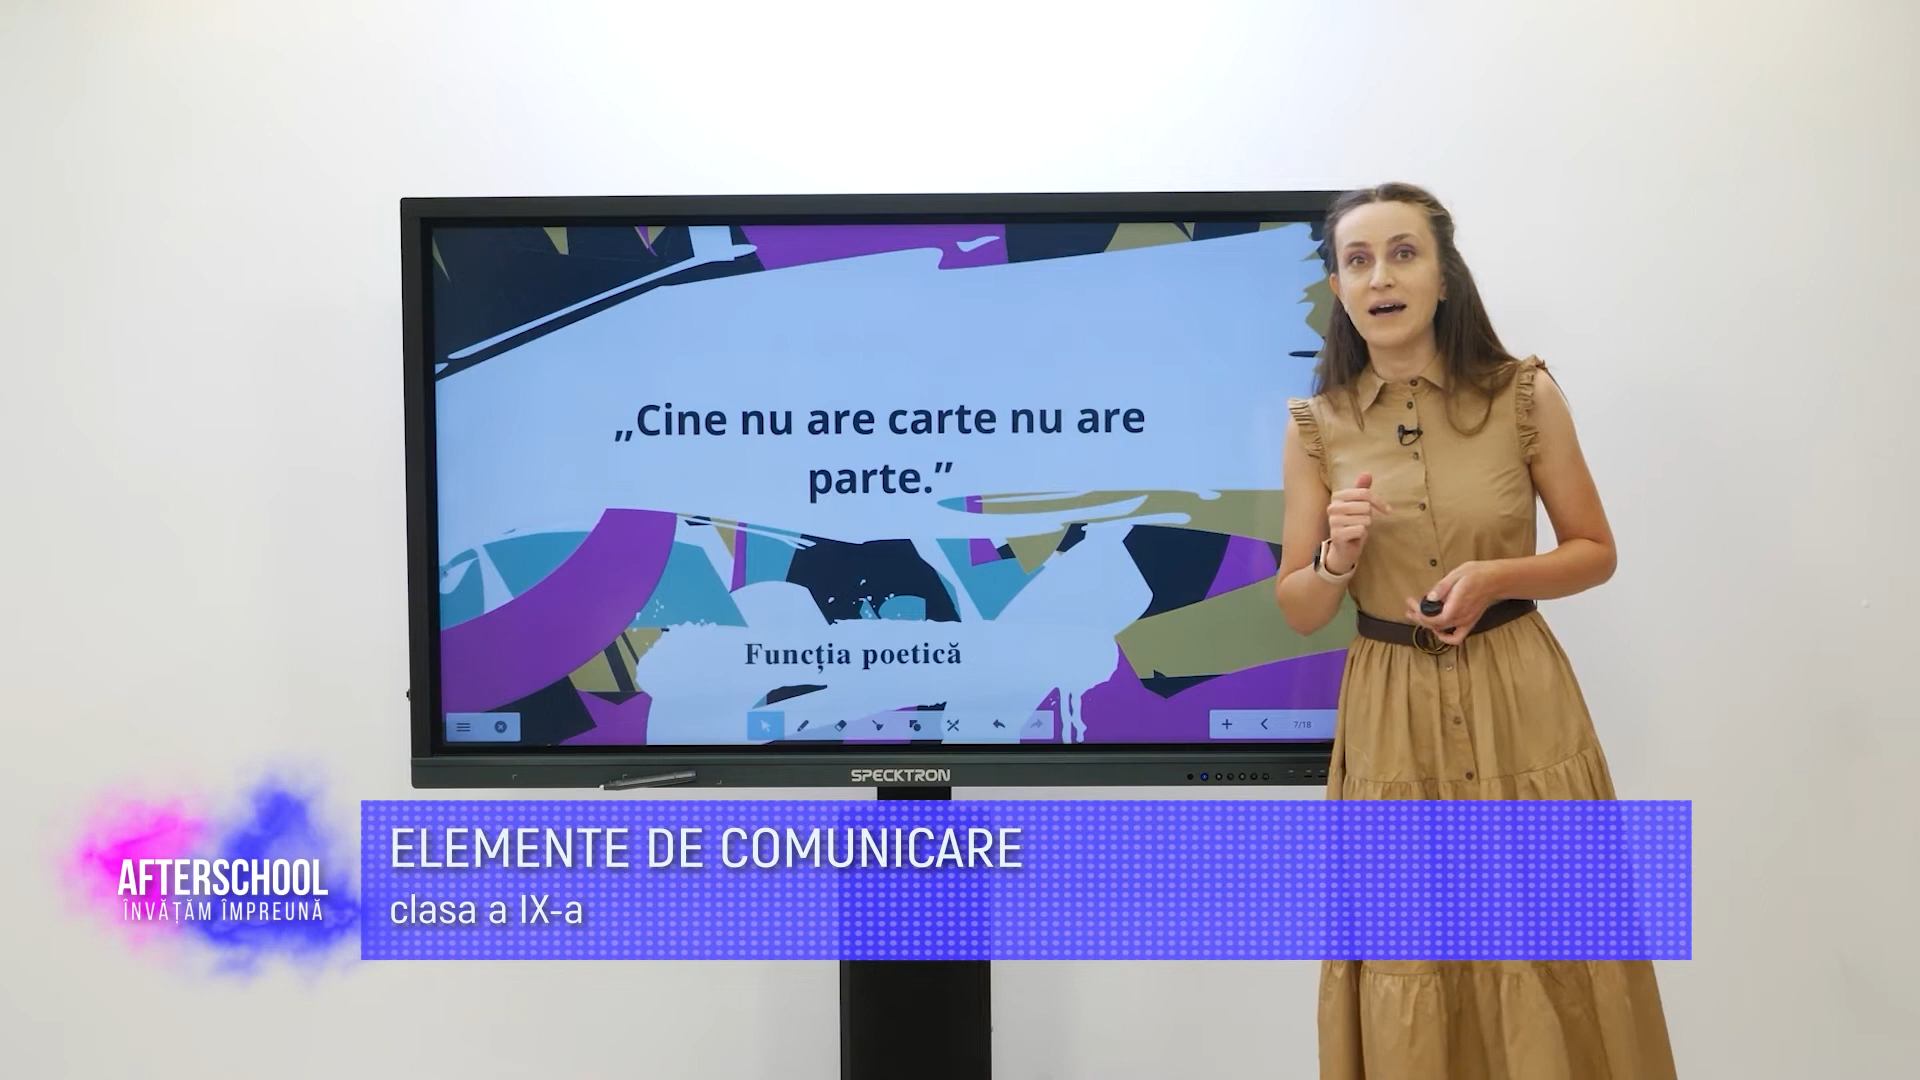 „Cine nu are carte nu are
parte.”
Funcția poetică
7/18
SPECKTRON
ELEMENTE DE COMUNICARE
clasa a IX-a
AFTERSCHOOL
ÎNVĂȚĂM ÎMPREUNĂ